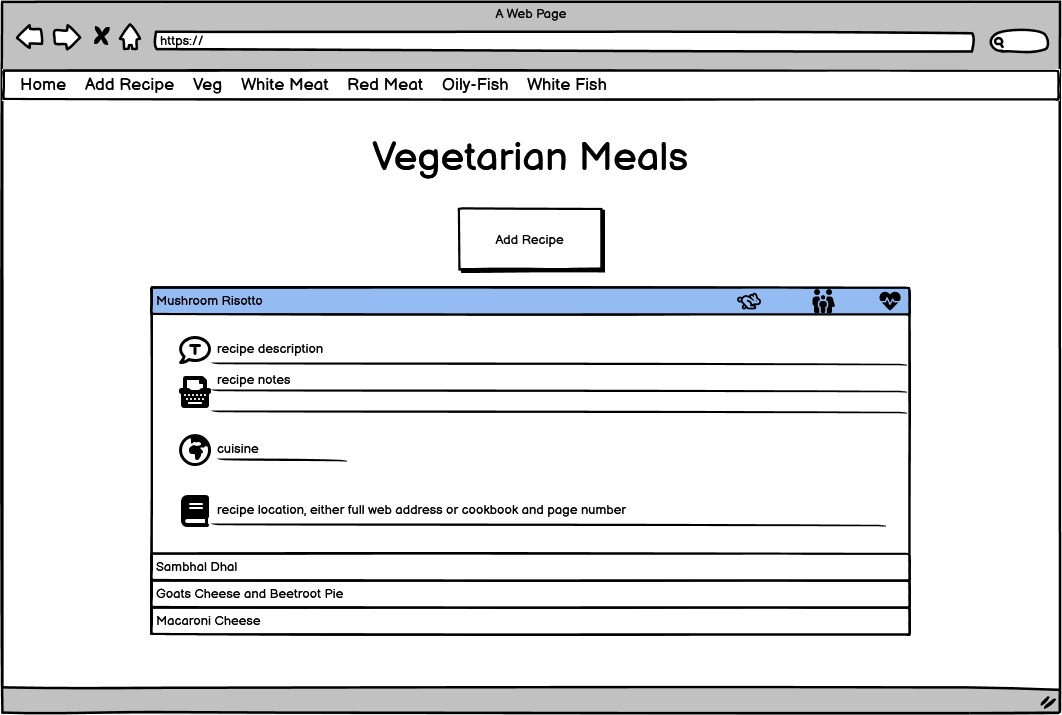 A Web Page
https://
Home Add Recipe Veg White Meat Red Meat Oily-Fish White Fish
Vegetarian Meals
Add Recipe
Mushroom Risotto
T recipe description
recipe notes
cuisine
recipe location, either full web address or cookbook and page number
Sambhal Dhal
Goats Cheese and Beetroot Pie
Macaroni Cheese